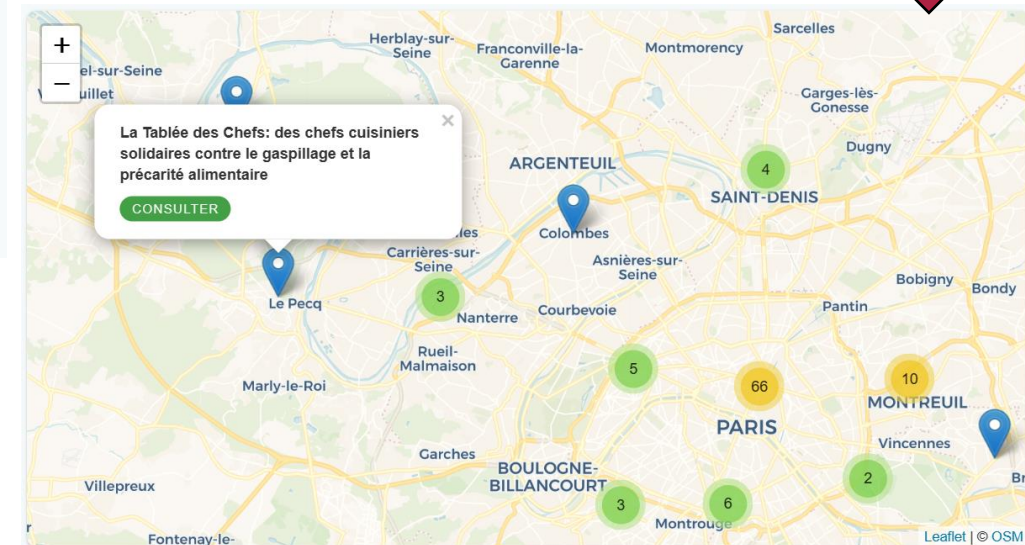 +
−
Herblay-sur-
Seine
Franconville-la-
Garenne
Montmorency
Sarcelles
el-sur-Seine
uillet
Garges-lès-
Gonesse
Dugny
La Tablée des Chefs: des chefs cuisiniers
solidaires contre le gaspillage et la
précarité alimentaire
×
CONSULTER
ARGENTEUIL
4
SAINT-DENIS
les
Colombes
Carrières-sur-
Seine
Asnières-sur-
Seine
Bobigny
Bondy
Le Pecq
3
Nanterre
Courbevoie
Pantin
Rueil-
Malmaison
Marly-le-Roi
5
66
10
MONTREUIL
PARIS
Vincennes
Garches
BOULOGNE-
BILLANCOURT
2
Br
Villepreux
3
6
Montrouge
r
Fontenay-le-
Leaflet | © OSM